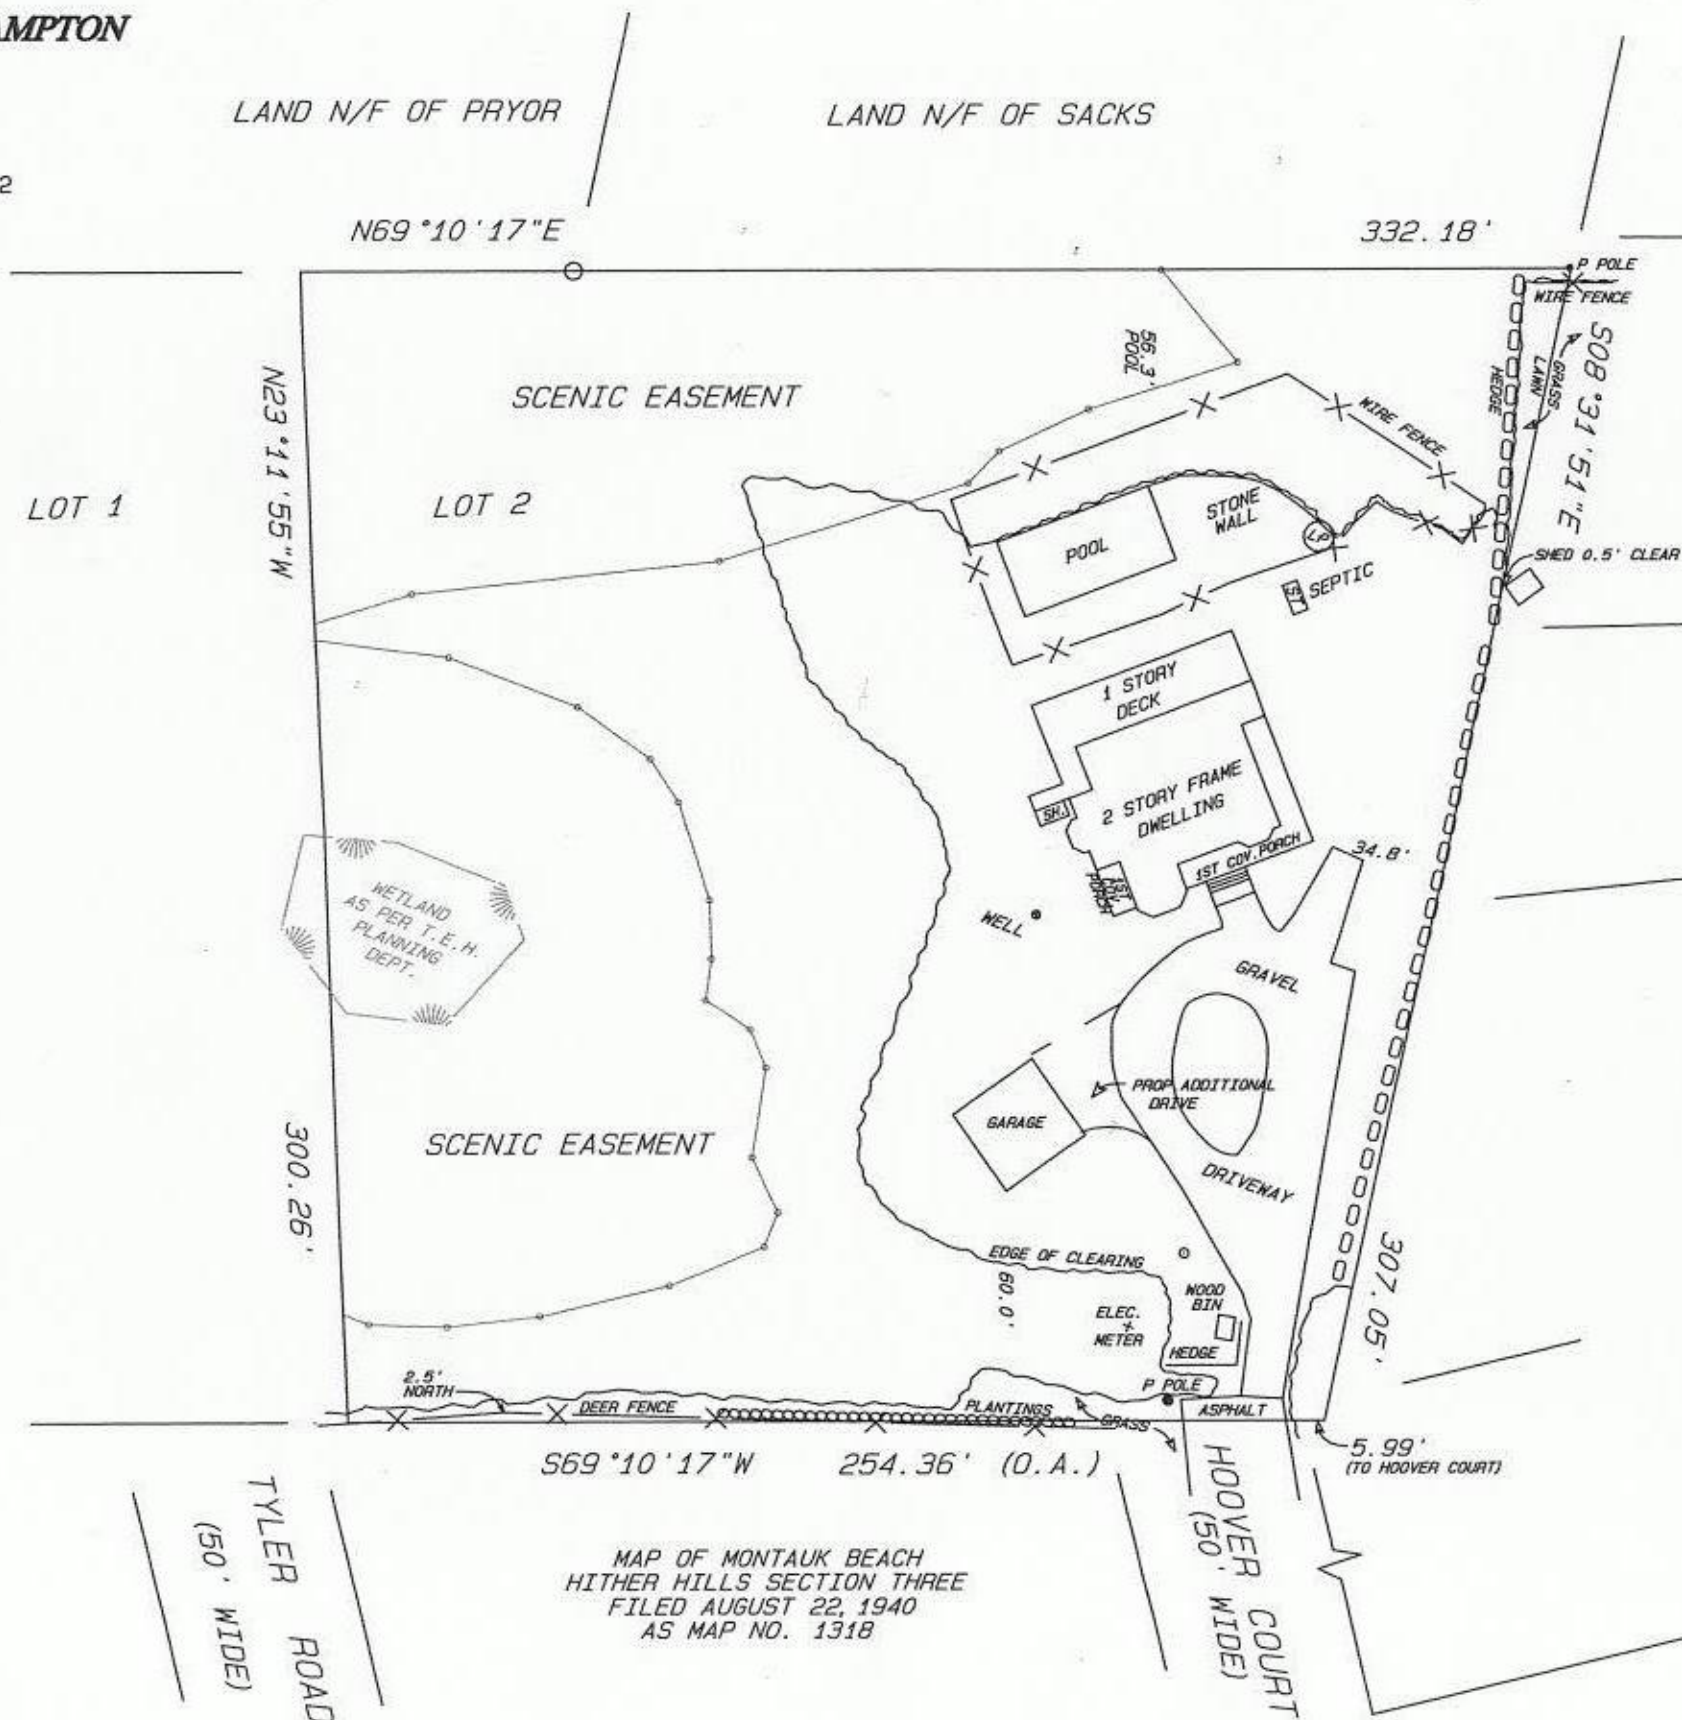 AMPTON
LAND N/F OF PRYOR
LAND N/F OF SACKS
2
N69°10'17"E
332.18'
P POLE
WIRE FENCE
S08°31'51"E
GRASS
LAWN
HEDGE
56.3'
POOL
SCENIC EASEMENT
WIRE FENCE
N23°11'55"W
LOT 1
LOT 2
STONE
WALL
POOL
LP
SHED 0.5' CLEAR
ST
SEPTIC
1 STORY
DECK
2 STORY FRAME
DWELLING
SH.
1ST COV. PORCH
34.8'
1ST
COV.
PORCH
WETLAND
AS PER T.E.H.
PLANNING
DEPT.
WELL
GRAVEL
PROP ADDITIONAL
DRIVE
GARAGE
SCENIC EASEMENT
300.26'
DRIVEWAY
EDGE OF CLEARING
60.0'
307.05'
WOOD
BIN
ELEC.
+
METER
HEDGE
2.5'
NORTH
P POLE
DEER FENCE
PLANTINGS
GRASS
ASPHALT
S69°10'17"W
254.36' (O.A.)
5.99'
(TO HOOVER COURT)
TYLER ROAD
(50' WIDE)
HOOVER COURT
(50' WIDE)
MAP OF MONTAUK BEACH
HITHER HILLS SECTION THREE
FILED AUGUST 22, 1940
AS MAP NO. 1318